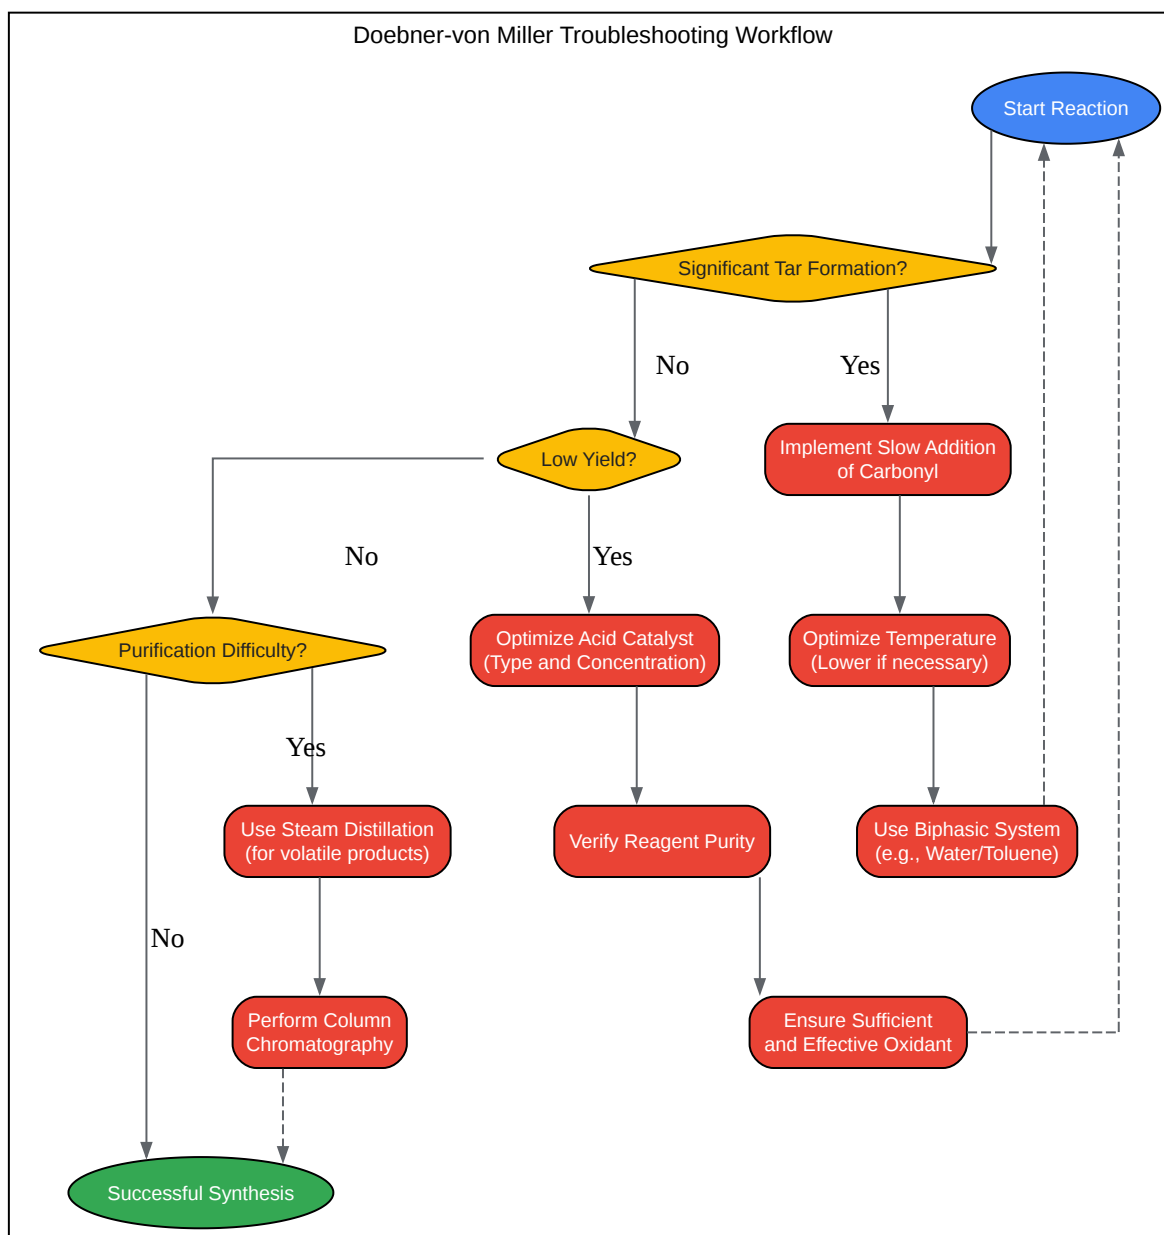 Doebner-von Miller Troubleshooting Workflow
Start Reaction
Significant Tar Formation?
No
Yes
Implement Slow Addition
of Carbonyl
Low Yield?
No
Yes
Optimize Acid Catalyst
(Type and Concentration)
Optimize Temperature
(Lower if necessary)
Purification Difficulty?
Yes
Use Steam Distillation
(for volatile products)
Verify Reagent Purity
Use Biphasic System
(e.g., Water/Toluene)
No
Perform Column
Chromatography
Ensure Sufficient
and Effective Oxidant
Successful Synthesis